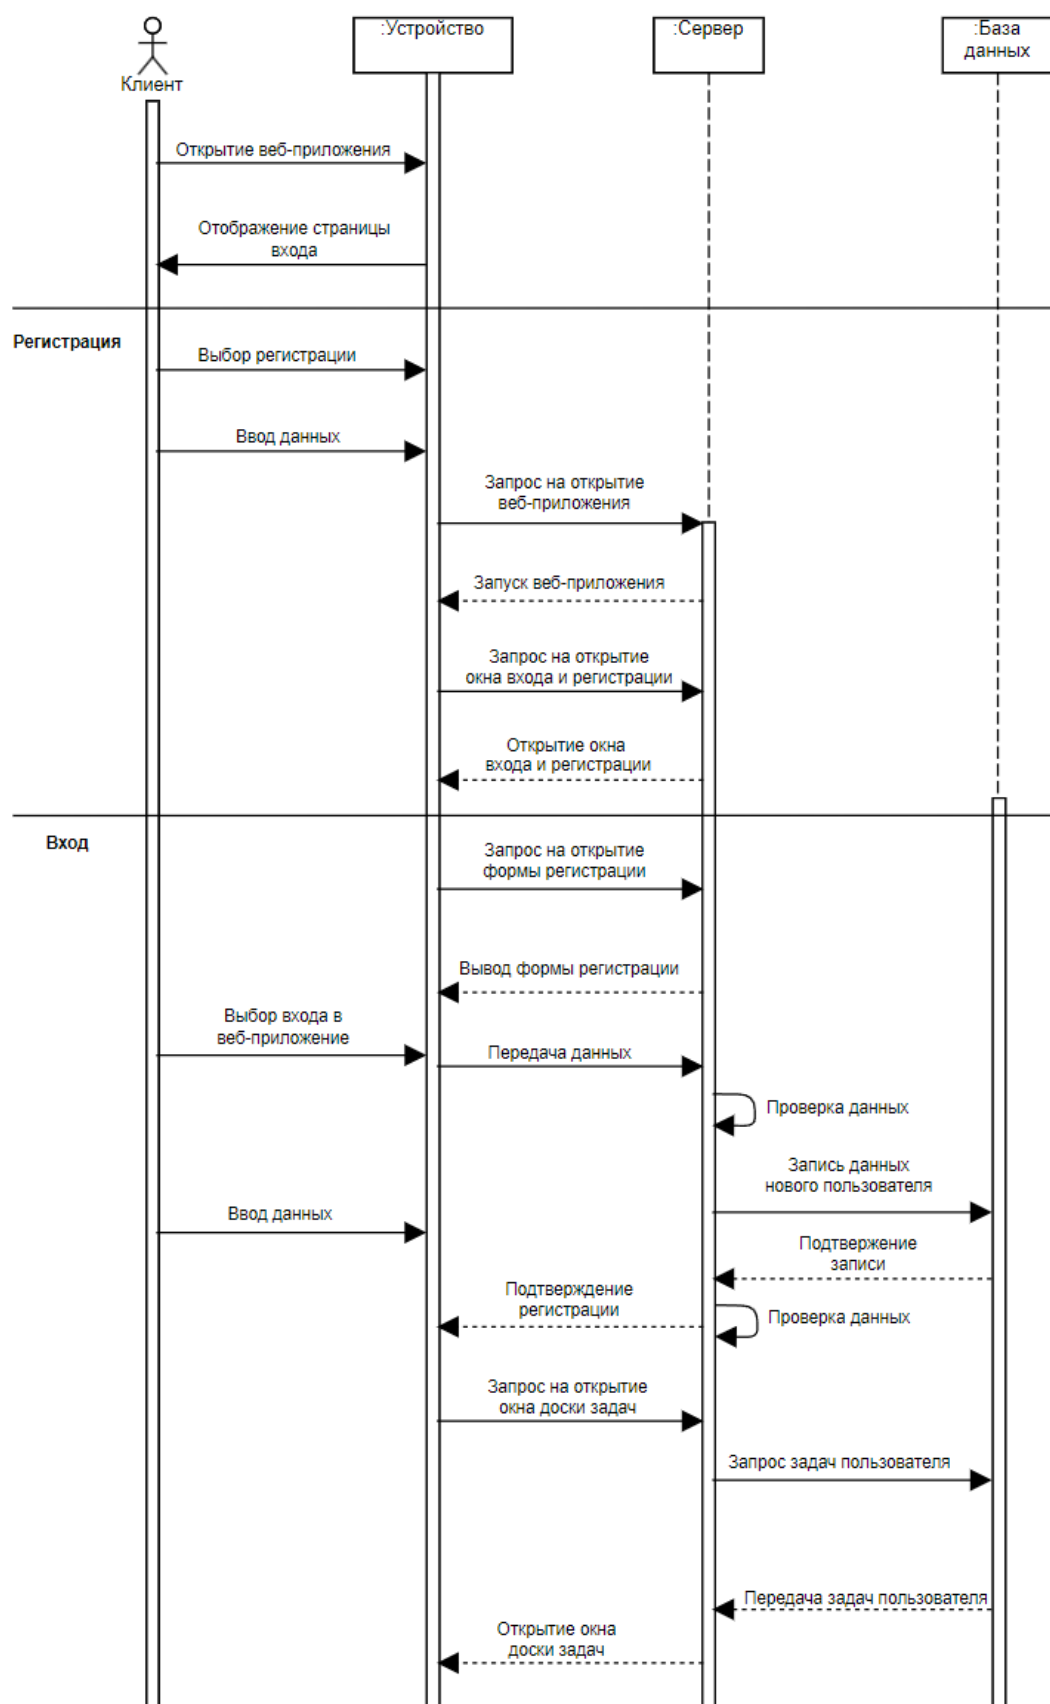 :Устройство
:Сервер
:База
данных
Клиент
Открытие веб-приложения
Отображение страницы
входа
Регистрация
Выбор регистрации
Ввод данных
Запрос на открытие
веб-приложения
Запуск веб-приложения
Запрос на открытие
окна входа и регистрации
Открытие окна
входа и регистрации
Вход
Запрос на открытие
формы регистрации
Вывод формы регистрации
Выбор входа в
веб-приложение
Передача данных
Проверка данных
Запись данных
нового пользователя
Ввод данных
Подтвержение
записи
Подтверждение
регистрации
Проверка данных
Запрос на открытие
окна доски задач
Запрос задач пользователя
Передача задач пользователя
Открытие окна
доски задач